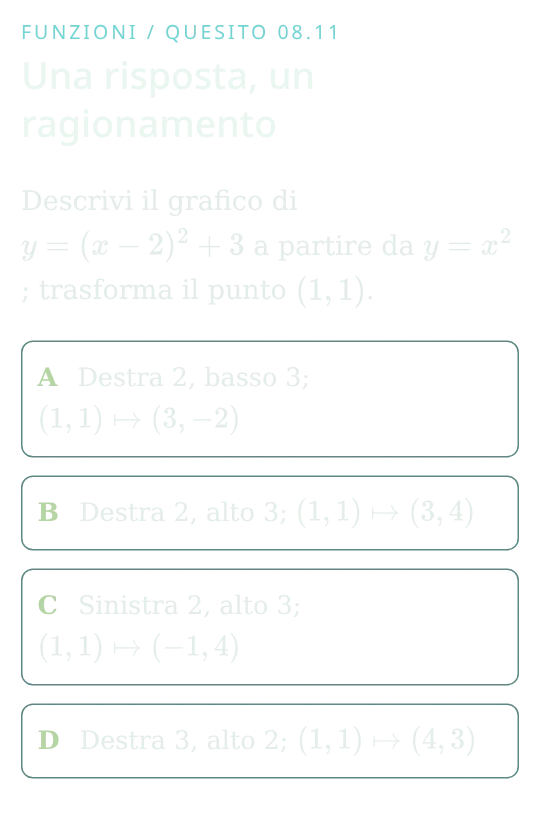 FUNZIONI / QUESITO 08.11
Una risposta, un
ragionamento
Descrivi il grafico di
y = (x − 2)² + 3 a partire da y = x²
; trasforma il punto (1, 1).
A Destra 2, basso 3;
(1, 1) ↦ (3, −2)
B Destra 2, alto 3; (1, 1) ↦ (3, 4)
C Sinistra 2, alto 3;
(1, 1) ↦ (−1, 4)
D Destra 3, alto 2; (1, 1) ↦ (4, 3)